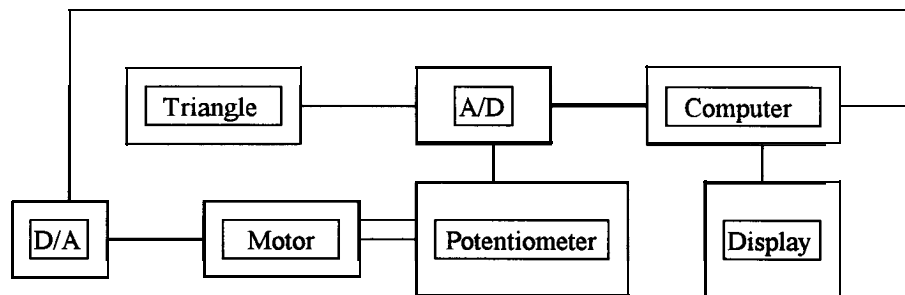 Triangle
A/D
Computer
D/A
Motor
Potentiometer
Display